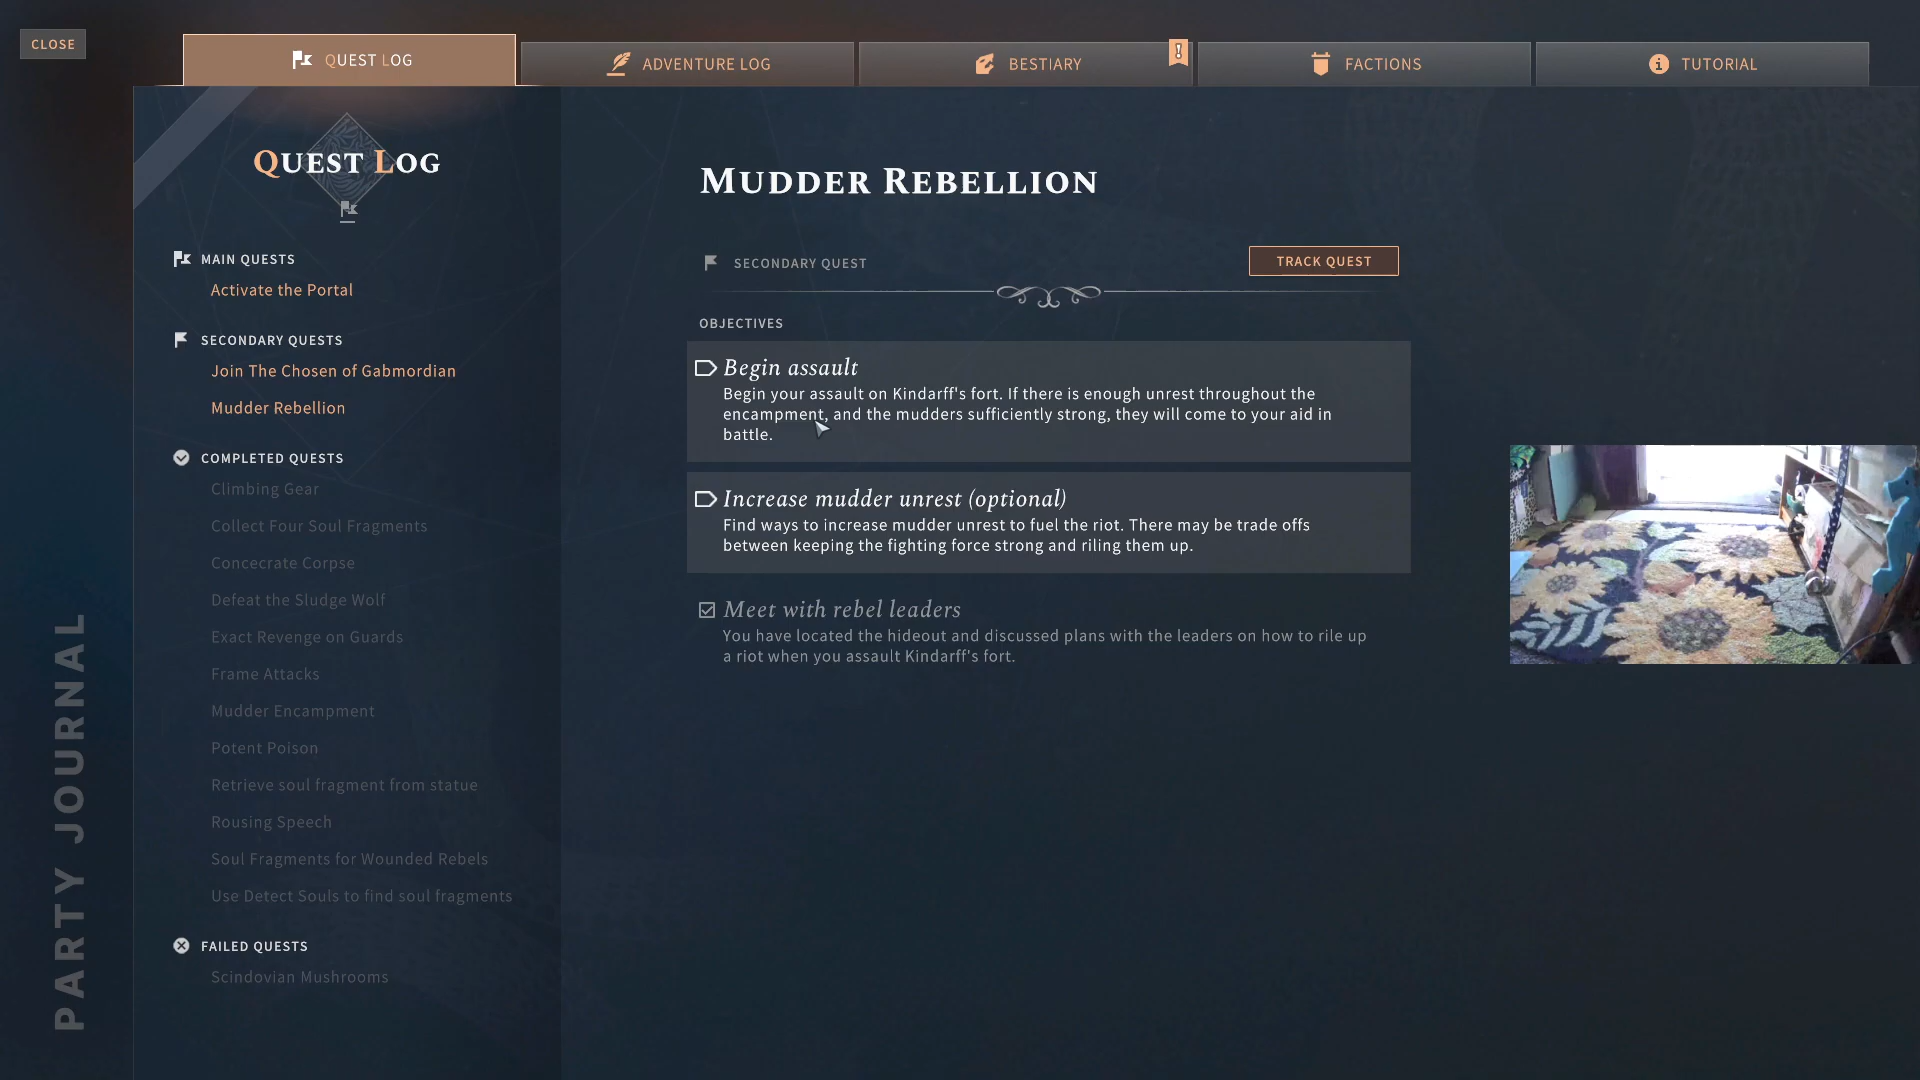 CLOSE
QUEST LOG
ADVENTURE LOG
BESTIARY
FACTIONS
TUTORIAL
PARTY JOURNAL
QUEST LOG
MAIN QUESTS
Activate the Portal
SECONDARY QUESTS
Join The Chosen of Gabmordian
Mudder Rebellion
COMPLETED QUESTS
Climbing Gear
Collect Four Soul Fragments
Concecrate Corpse
Defeat the Sludge Wolf
Exact Revenge on Guards
Frame Attacks
Mudder Encampment
Potent Poison
Retrieve soul fragment from statue
Rousing Speech
Soul Fragments for Wounded Rebels
Use Detect Souls to find soul fragments
FAILED QUESTS
Scindovian Mushrooms
MUDDER REBELLION
SECONDARY QUEST
TRACK QUEST
OBJECTIVES
Begin assault
Begin your assault on Kindarff's fort. If there is enough unrest throughout the
encampment, and the mudders sufficiently strong, they will come to your aid in
battle.
Increase mudder unrest (optional)
Find ways to increase mudder unrest to fuel the riot. There may be trade offs
between keeping the fighting force strong and riling them up.
Meet with rebel leaders
You have located the hideout and discussed plans with the leaders on how to rile up
a riot when you assault Kindarff's fort.